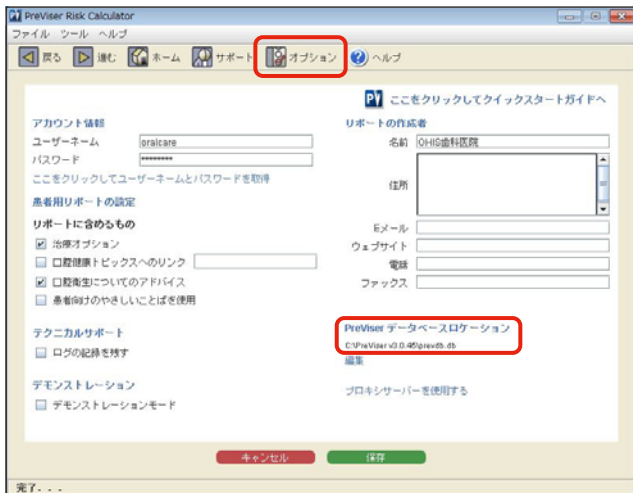 PreViser Risk Calculator
ファイル ツール ヘルプ
戻る 進む ホーム サポート オプション ヘルプ
ここをクリックしてクイックスタートガイドへ
アカウント情報
ユーザーネーム oralcare
パスワード ********
ここをクリックしてユーザーネームとパスワードを取得
患者用リポートの設定
リポートに含めるもの
治療オプション
口腔健康トピックスへのリンク
口腔衛生についてのアドバイス
患者向けのやさしいことばを使用
テクニカルサポート
ログの記録を残す
デモンストレーション
デモンストレーションモード
リポートの作成者
名前 OHIS歯科医院
住所
Eメール
ウェブサイト
電話
ファックス
PreViser データベースロケーション
C:\PreViser v3.0.46\prevdb.db
編集
プロキシサーバーを使用する
キャンセル 保存
完了...